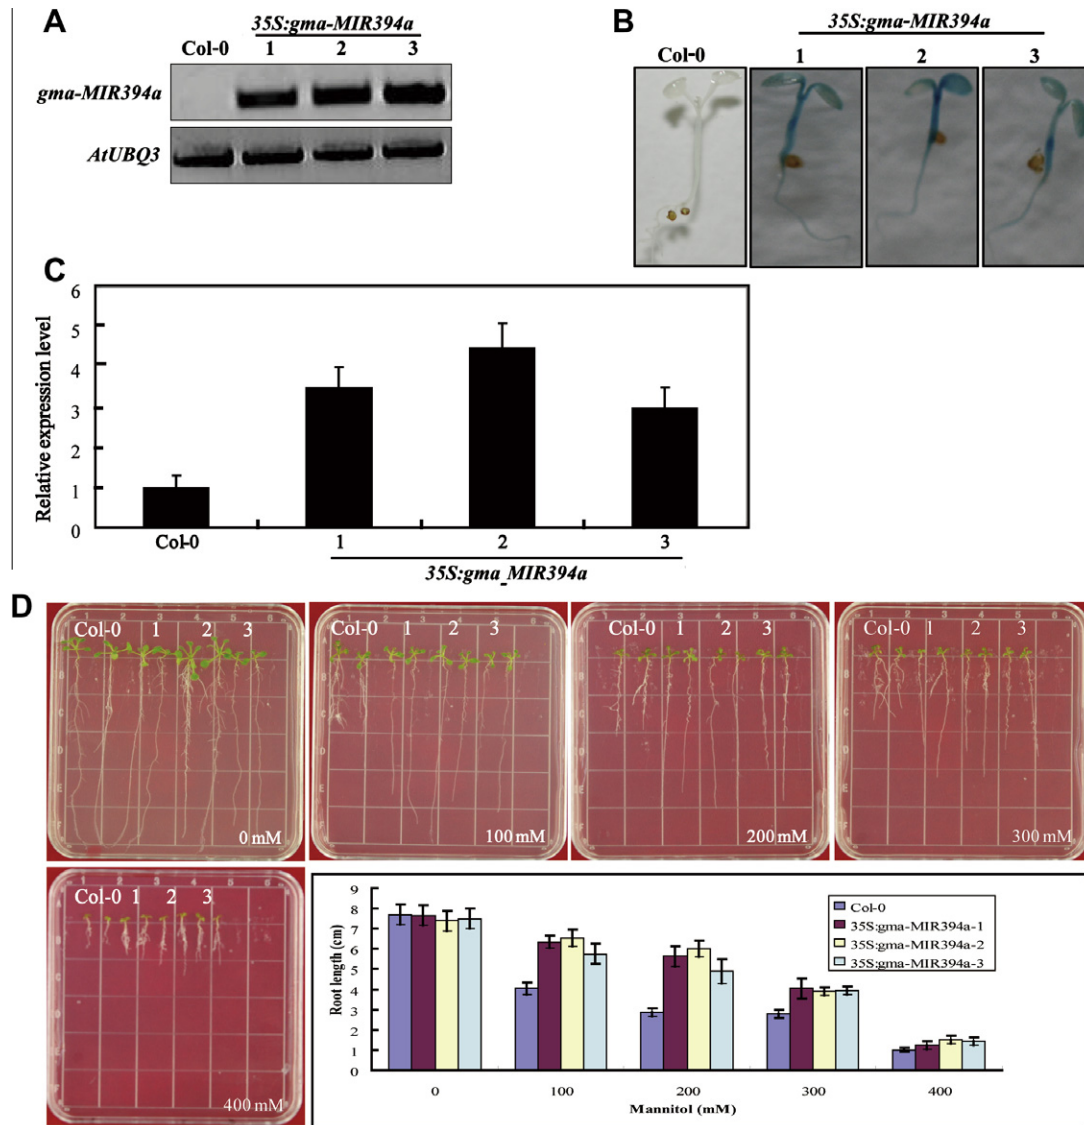 A
35S:gma-MIR394a
Col-0 1 2 3
gma-MIR394a
AtUBQ3
B
35S:gma-MIR394a
Col-0 1 2 3
C
Relative expression level
6
5
4
3
2
1
0
Col-0 1 2 3
35S:gma_MIR394a
D
Col-0 1 2 3
0 mM
Col-0 1 2 3
100 mM
Col-0 1 2 3
200 mM
Col-0 1 2 3
300 mM
Col-0 1 2 3
400 mM
Root length (cm)
9
8
7
6
5
4
3
2
1
0
Col-0
35S:gma-MIR394a-1
35S:gma-MIR394a-2
35S:gma-MIR394a-3
0 100 200 300 400
Mannitol (mM)